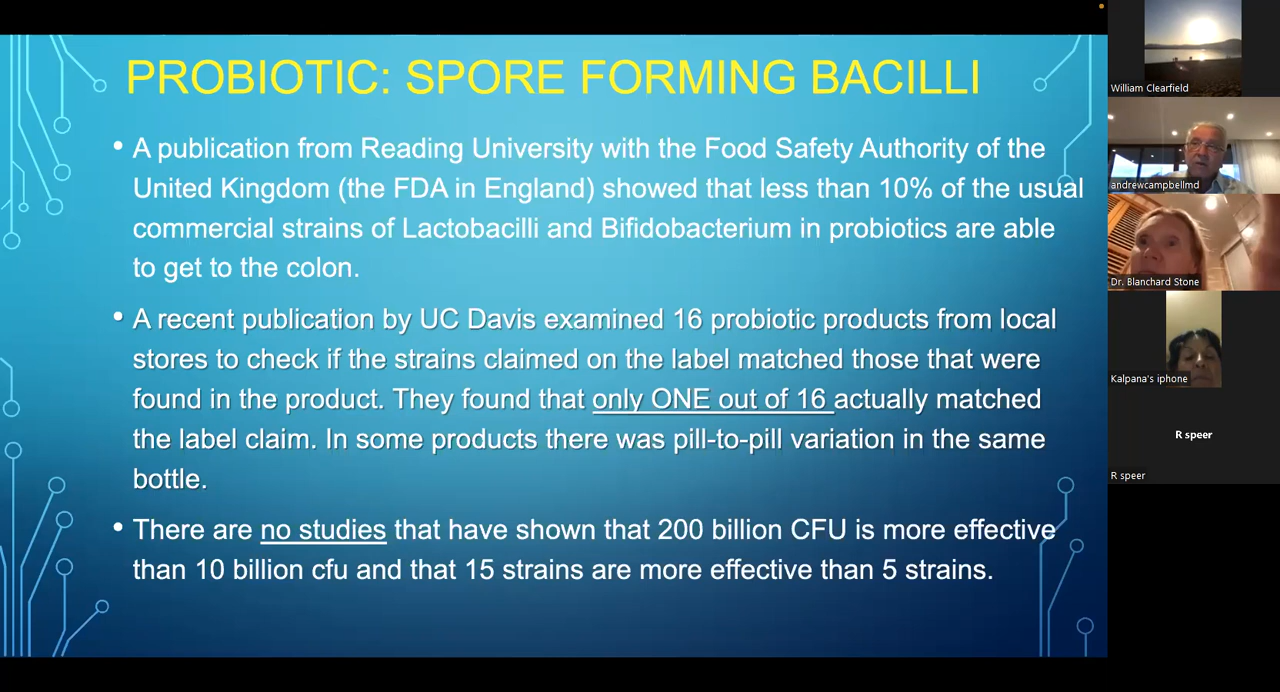 PROBIOTIC: SPORE FORMING BACILLI
• A publication from Reading University with the Food Safety Authority of the
United Kingdom (the FDA in England) showed that less than 10% of the usual
commercial strains of Lactobacilli and Bifidobacterium in probiotics are able
to get to the colon.
• A recent publication by UC Davis examined 16 probiotic products from local
stores to check if the strains claimed on the label matched those that were
found in the product. They found that only ONE out of 16 actually matched
the label claim. In some products there was pill-to-pill variation in the same
bottle.
• There are no studies that have shown that 200 billion CFU is more effective
than 10 billion cfu and that 15 strains are more effective than 5 strains.
William Clearfield
andrewcampbellmd
Dr. Blanchard Stone
Kalpana's iphone
R speer
R speer